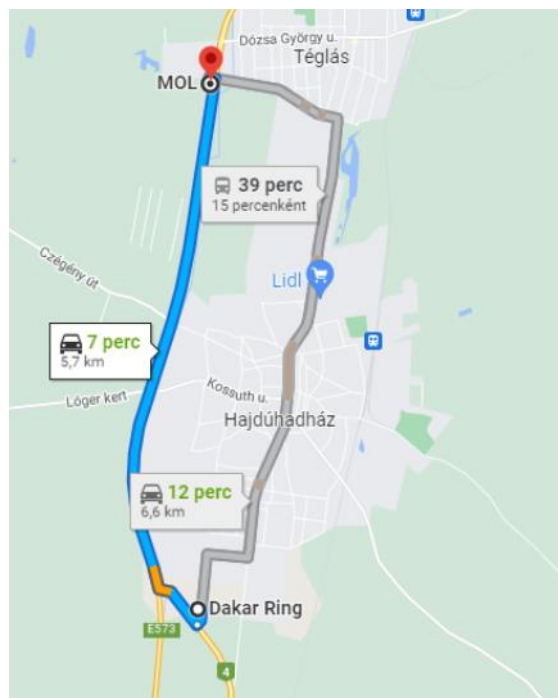 Dózsa György u.
Téglás
MOL
39 perc
15 percenként
Czégény út
Lidl
7 perc
5,7 km
Kossuth u.
Lóger kert
Hajdúhadház
12 perc
6,6 km
Dakar Ring
E573
4